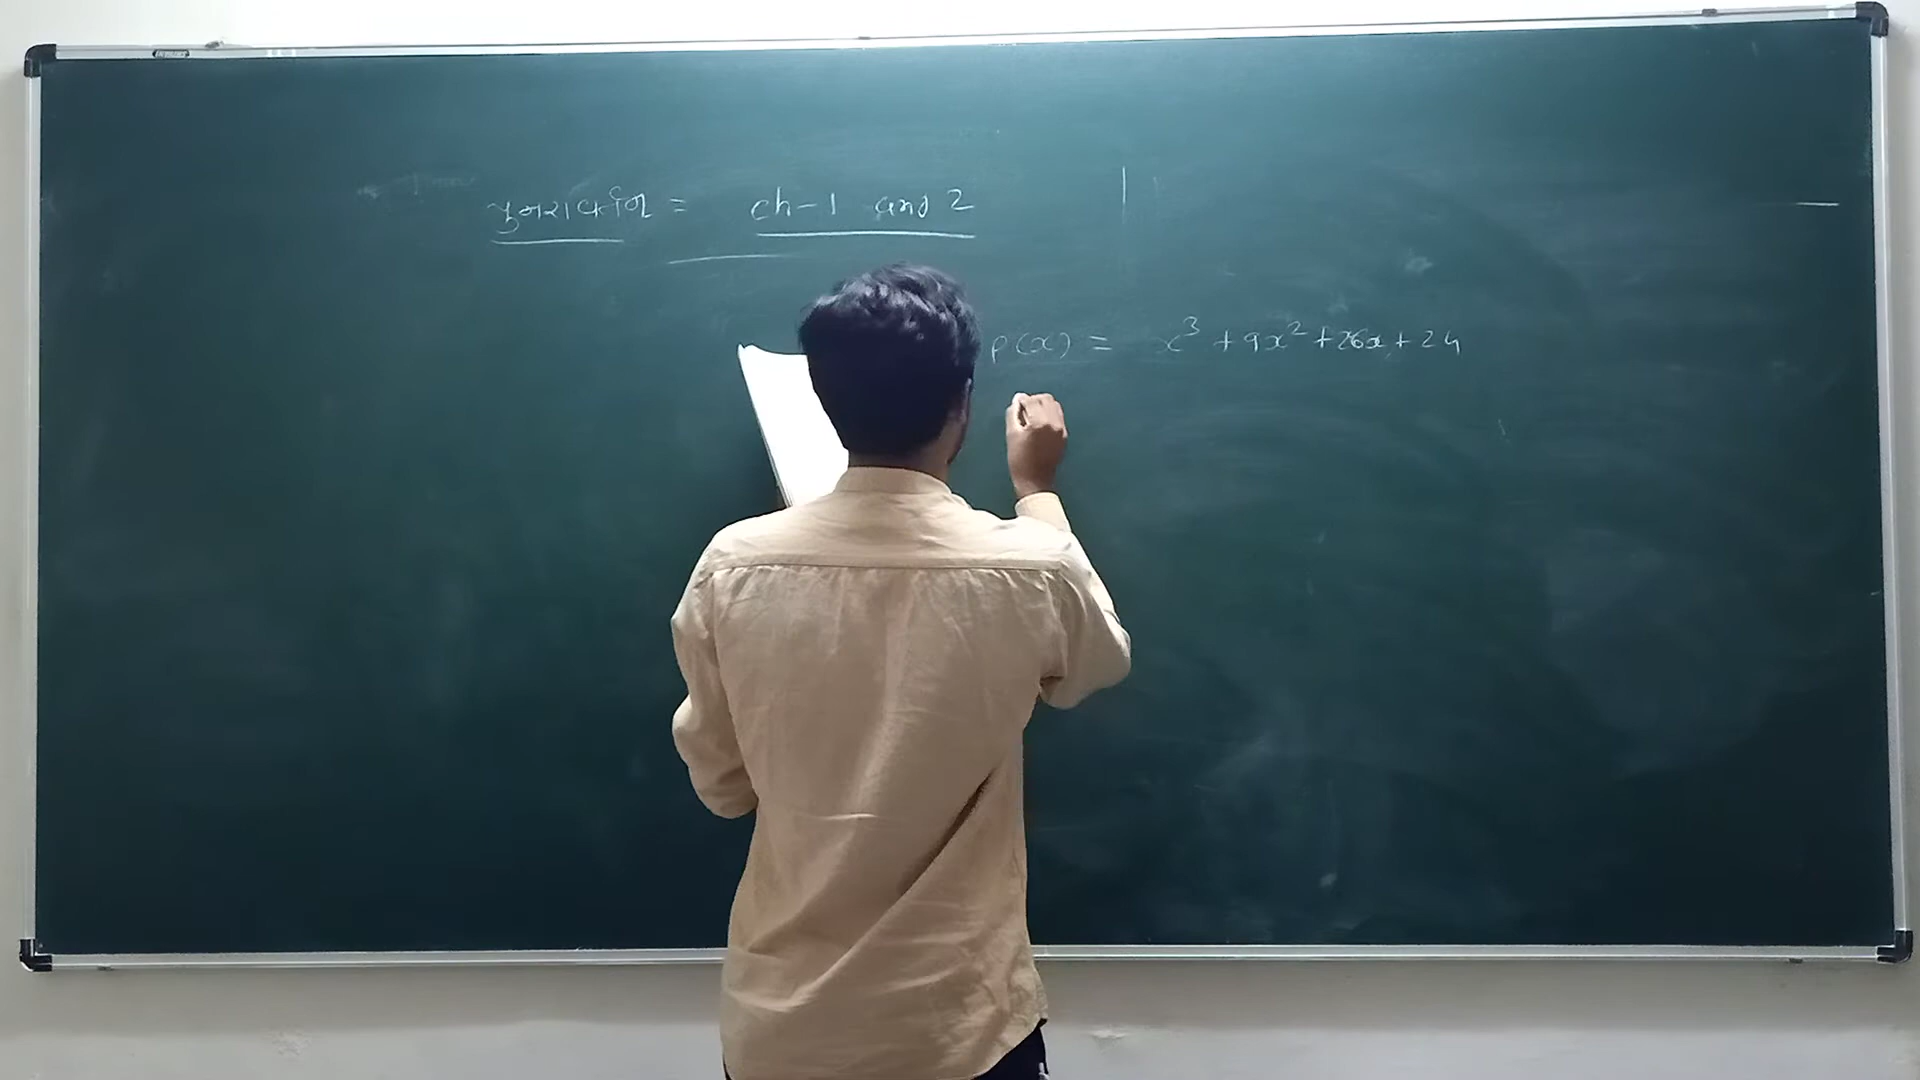 પુનરાવર્તન = ch-1 and 2
P(x) = x³ + 9x² + 26x + 24